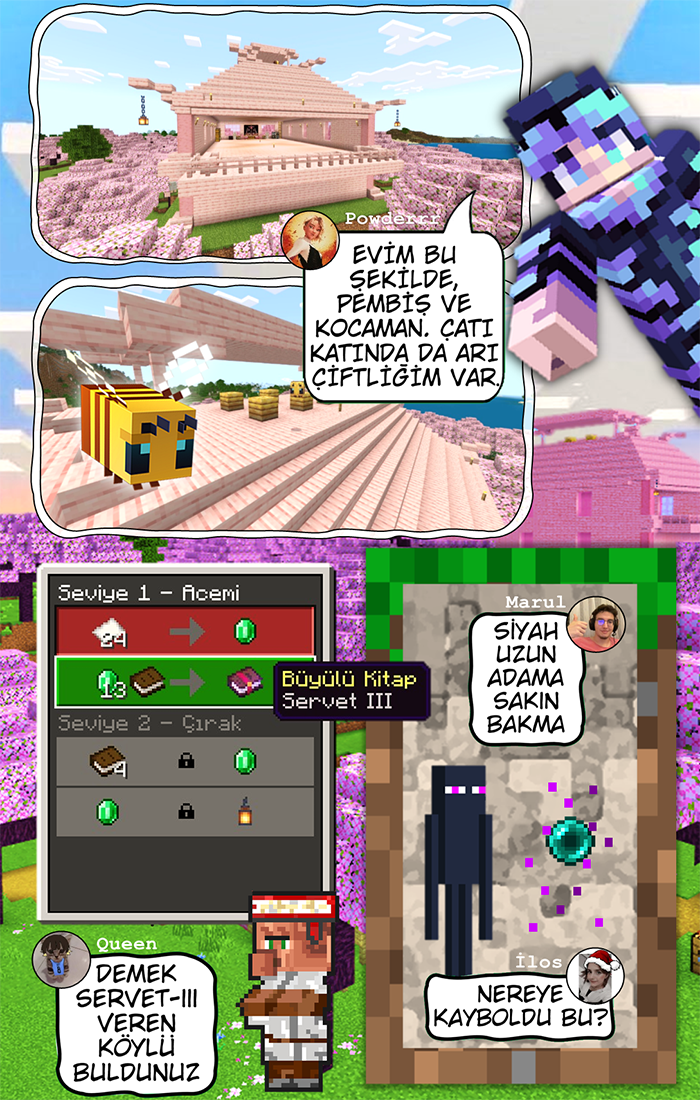 Powderrr
EVİM BU
ŞEKİLDE,
PEMBİŞ VE
KOCAMAN. ÇATI
KATINDA DA ARI
ÇİFTLİĞİM VAR.
Seviye 1 - Acemi
24
13
Büyülü Kitap
Servet III
Seviye 2 - Çırak
4
Marul
SİYAH
UZUN
ADAMA
SAKIN
BAKMA
Queen
DEMEK
SERVET-III
VEREN
KÖYLÜ
BULDUNUZ
İlos
NEREYE
KAYBOLDU BU?